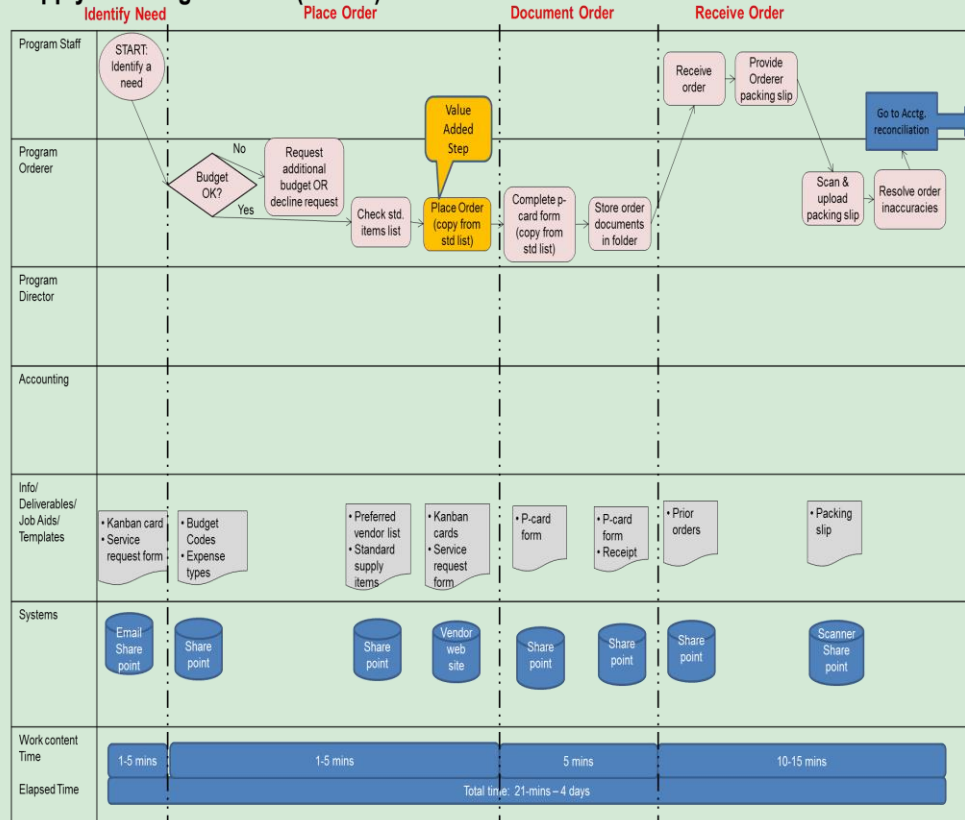 Identify Need
Place Order
Document Order
Receive Order
Program Staff
START:
Identify a
need
Receive
order
Provide
Orderer
packing slip
Value
Added
Step
Go to Acctg.
reconciliation
Program
Orderer
No
Budget
OK?
Yes
Request
additional
budget OR
decline request
Check std.
items list
Place Order
(copy from
std list)
Complete p-
card form
(copy from
std list)
Store order
documents
in folder
Scan &
upload
packing slip
Resolve order
inaccuracies
Program
Director
Accounting
Info/
Deliverables/
Job Aids/
Templates
• Kanban card
• Service
request form
• Budget
Codes
• Expense
types
• Preferred
vendor list
• Standard
supply
items
• Kanban
cards
• Service
request
form
• P-card
form
• P-card
form
• Receipt
• Prior
orders
• Packing
slip
Systems
Email
Share
point
Share
point
Share
point
Vendor
web
site
Share
point
Share
point
Share
point
Scanner
Share
point
Work content
Time
1-5 mins
1-5 mins
5 mins
10-15 mins
Elapsed Time
Total time: 21-mins – 4 days